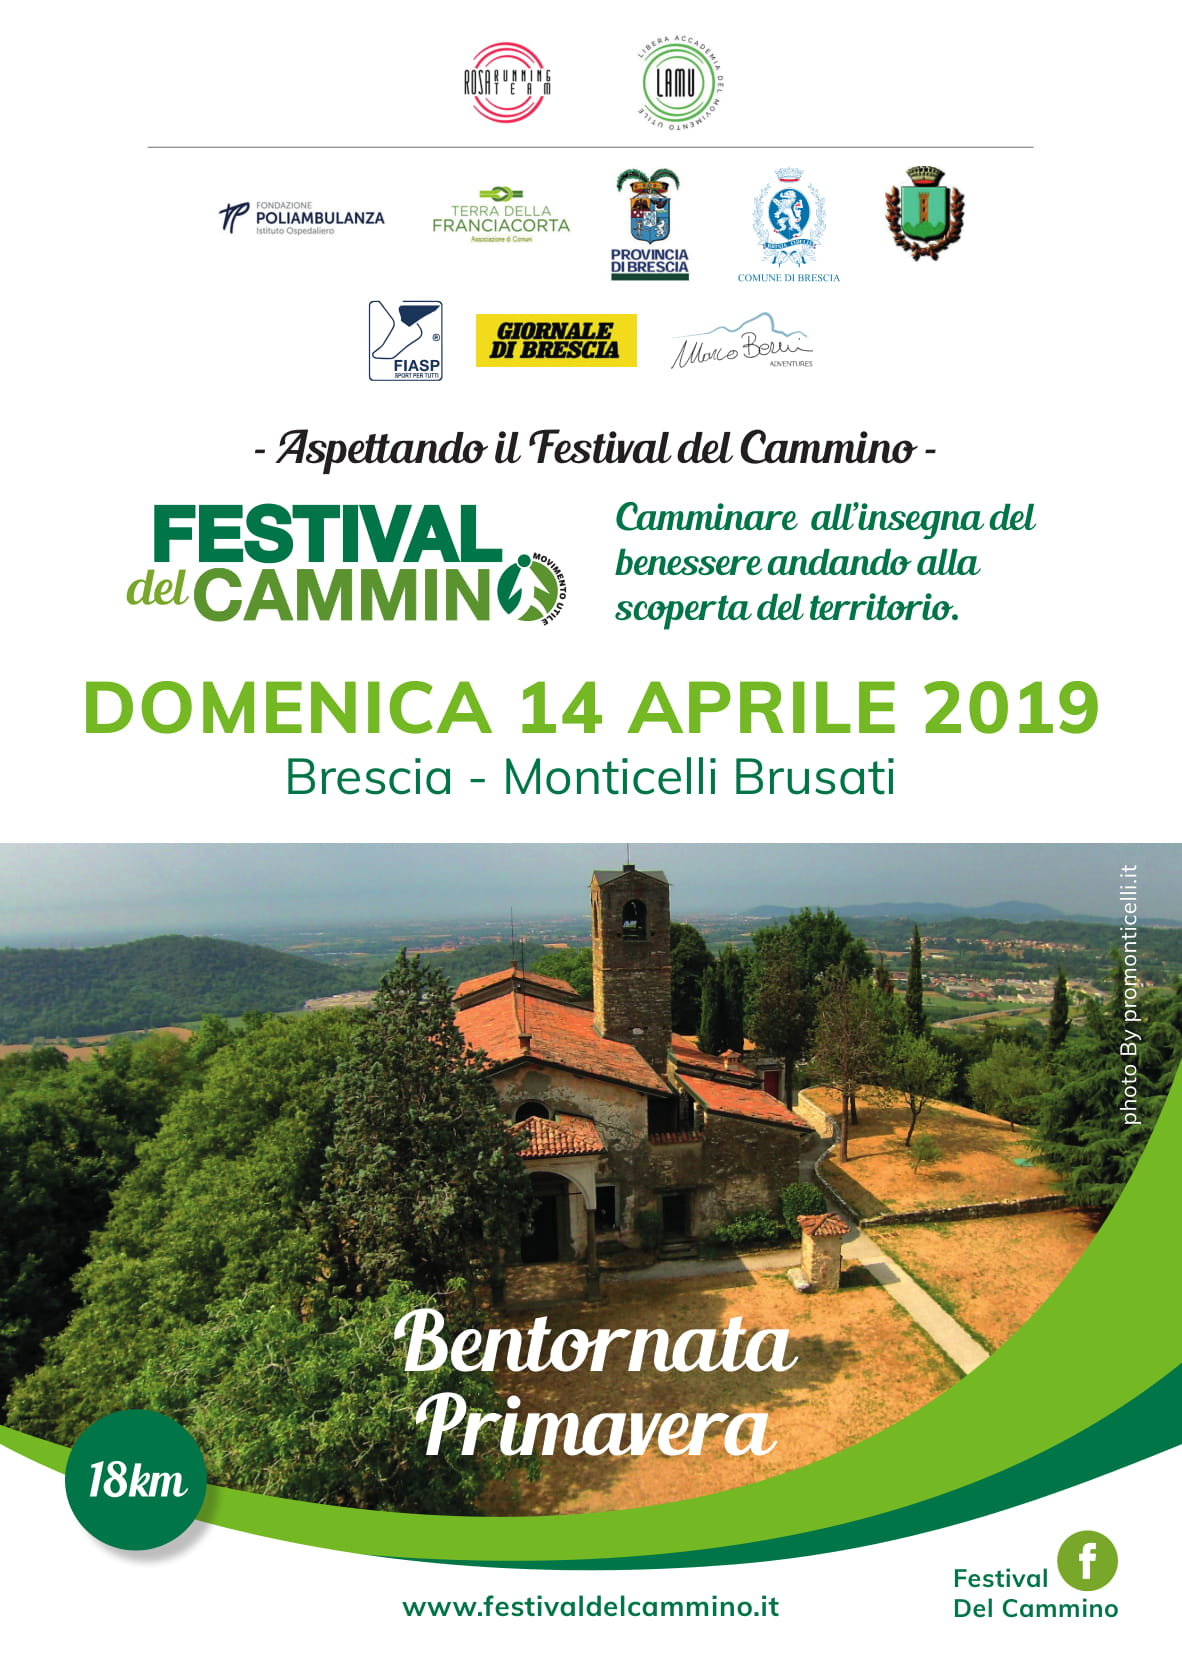 ROSA RUNNING
TEAM
LIBERA ACCADEMIA DEL MOVIMENTO UTILE
LAMU
FONDAZIONE
POLIAMBULANZA
Istituto Ospedaliero
TERRA DELLA
FRANCIACORTA
Associazione di Comuni
PROVINCIA
DI BRESCIA
COMUNE DI BRESCIA
FIASP
SPORT PER TUTTI
®
GIORNALE
DI BRESCIA
Marco Berni
ADVENTURES
- Aspettando il Festival del Cammino -
FESTIVAL
del CAMMINO
MOVIMENTO UTILE
Camminare all'insegna del
benessere andando alla
scoperta del territorio.
DOMENICA 14 APRILE 2019
Brescia - Monticelli Brusati
photo By promonticelli.it
Bentornata
Primavera
18km
www.festivaldelcammino.it
f
Festival
Del Cammino